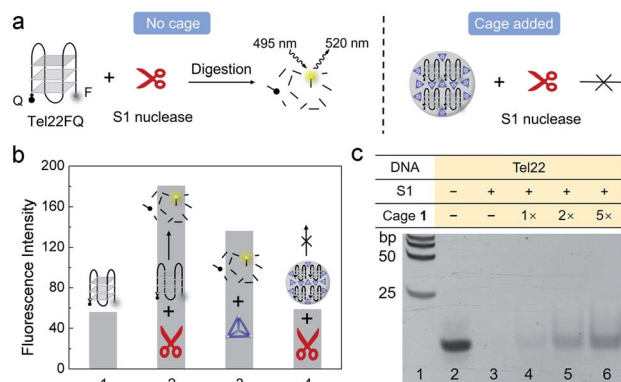 a
No cage
Cage added
495 nm
520 nm
Digestion
Q
F
Tel22FQ
+
S1 nuclease
+
S1 nuclease
b
Fluorescence Intensity
200
160
120
80
40
0
+
+
+
1 2 3 4
c
DNA Tel22
S1 − + + + +
Cage 1 − − 1× 2× 5×
bp
50
25
1 2 3 4 5 6